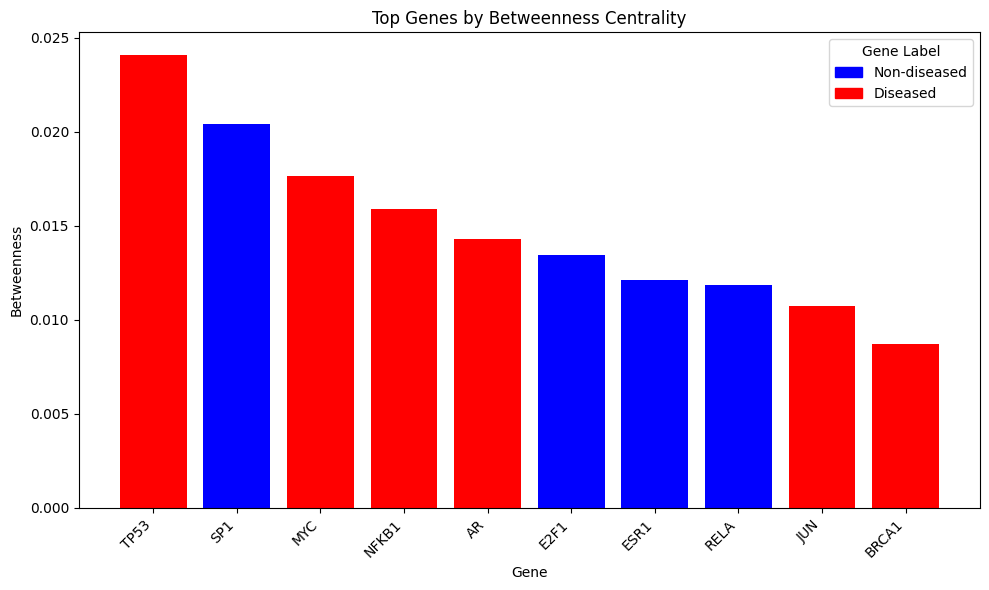 Top Genes by Betweenness Centrality
Gene Label
Non-diseased
Diseased
Betweenness
0.025
0.020
0.015
0.010
0.005
0.000
TP53
SP1
MYC
NFKB1
AR
E2F1
ESR1
RELA
JUN
BRCA1
Gene